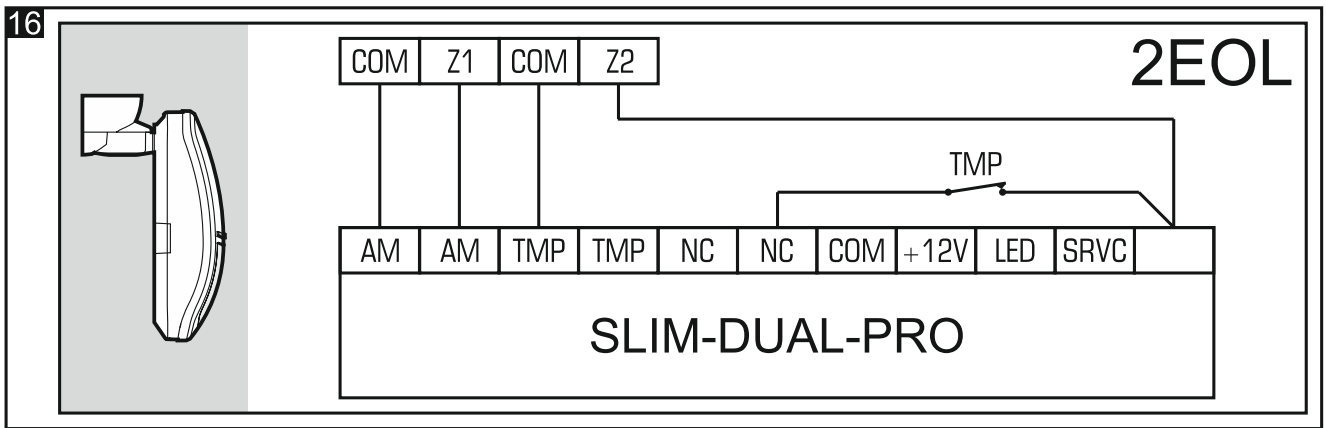 16
2EOL
COM Z1 COM Z2
TMP
AM AM TMP TMP NC NC COM +12V LED SRVC
SLIM-DUAL-PRO